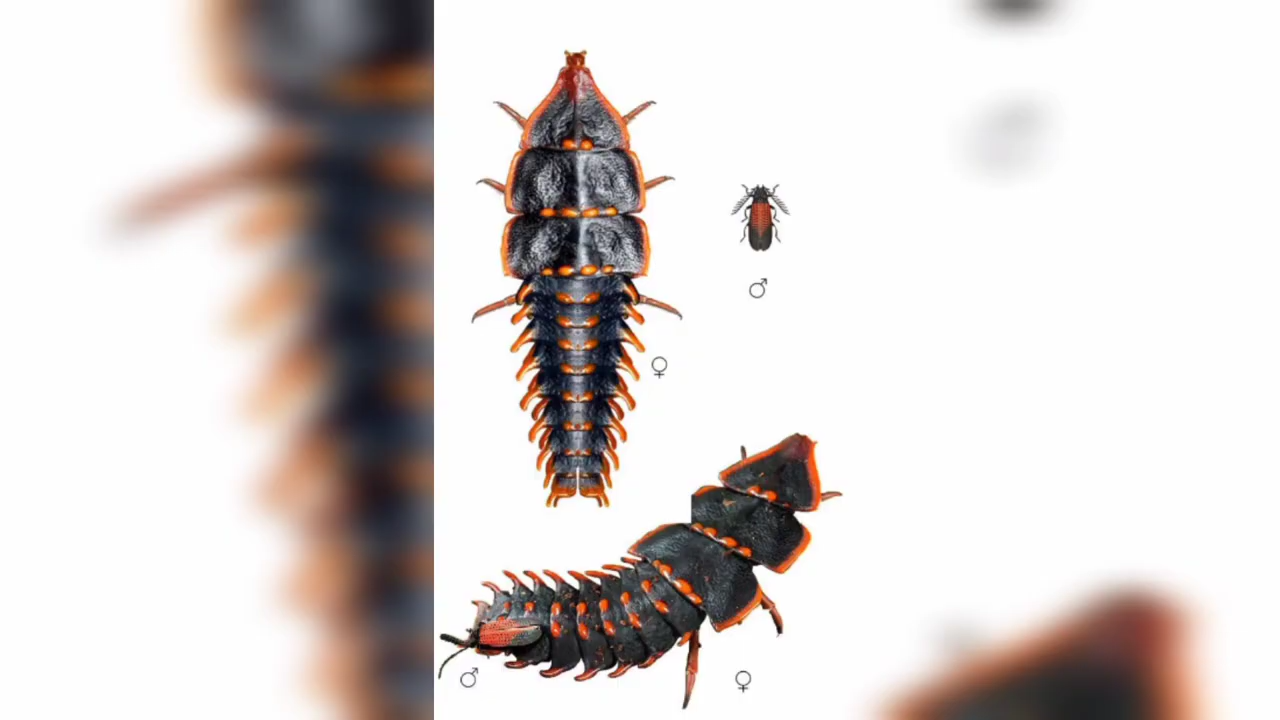 ♂
♀
♂ ♀